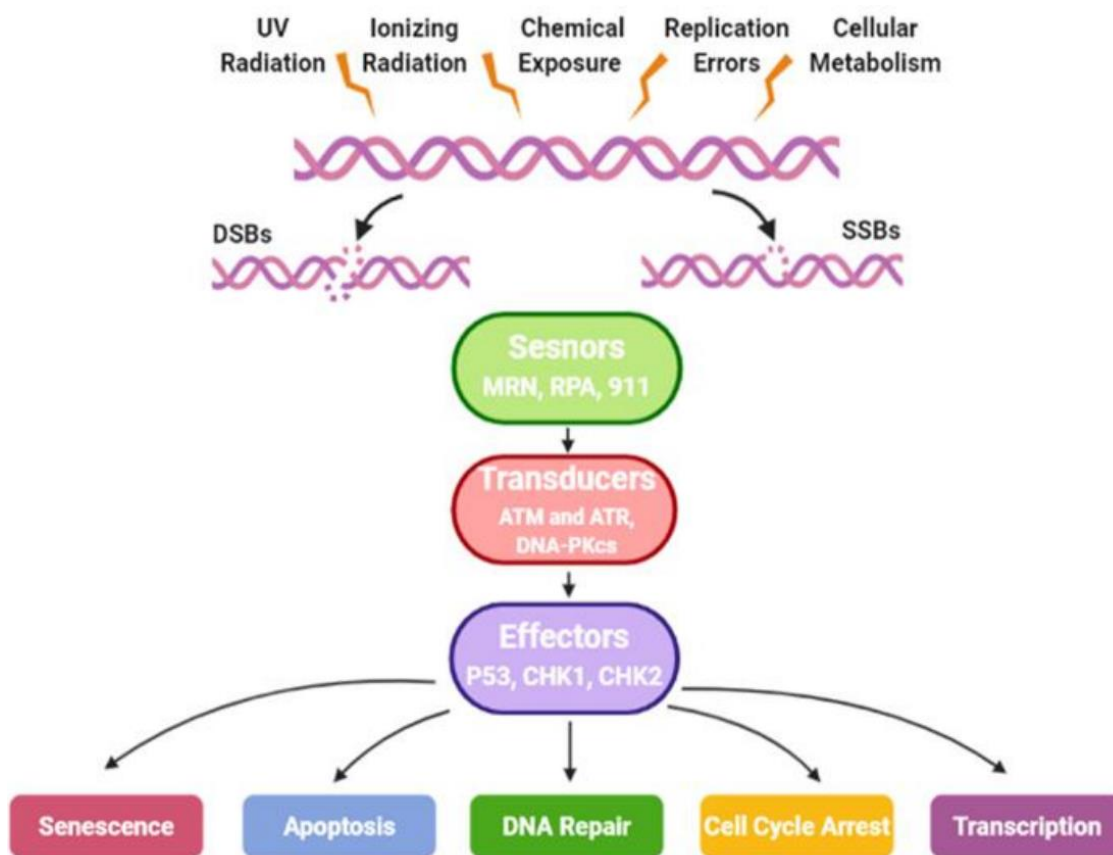 UV
Radiation
Ionizing
Radiation
Chemical
Exposure
Replication
Errors
Cellular
Metabolism
DSBs
SSBs
Sesnors
MRN, RPA, 911
Transducers
ATM and ATR,
DNA-PKcs
Effectors
P53, CHK1, CHK2
Senescence
Apoptosis
DNA Repair
Cell Cycle Arrest
Transcription